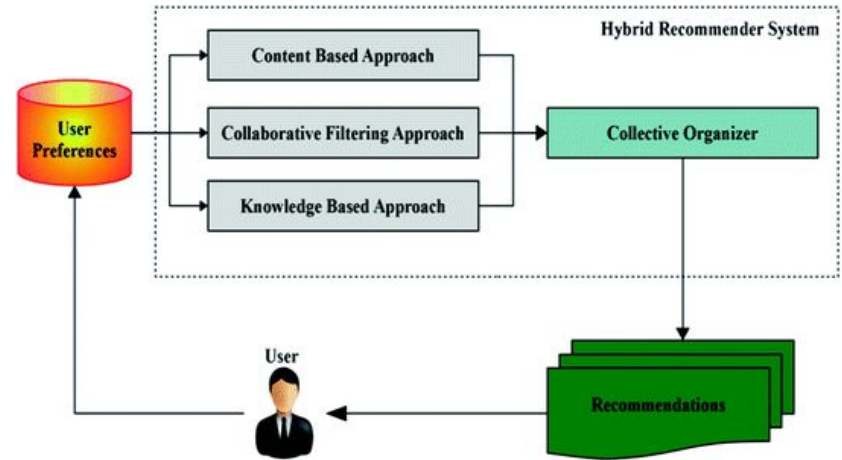 Hybrid Recommender System
Content Based Approach
User
Preferences
Collaborative Filtering Approach
Collective Organizer
Knowledge Based Approach
User
Recommendations